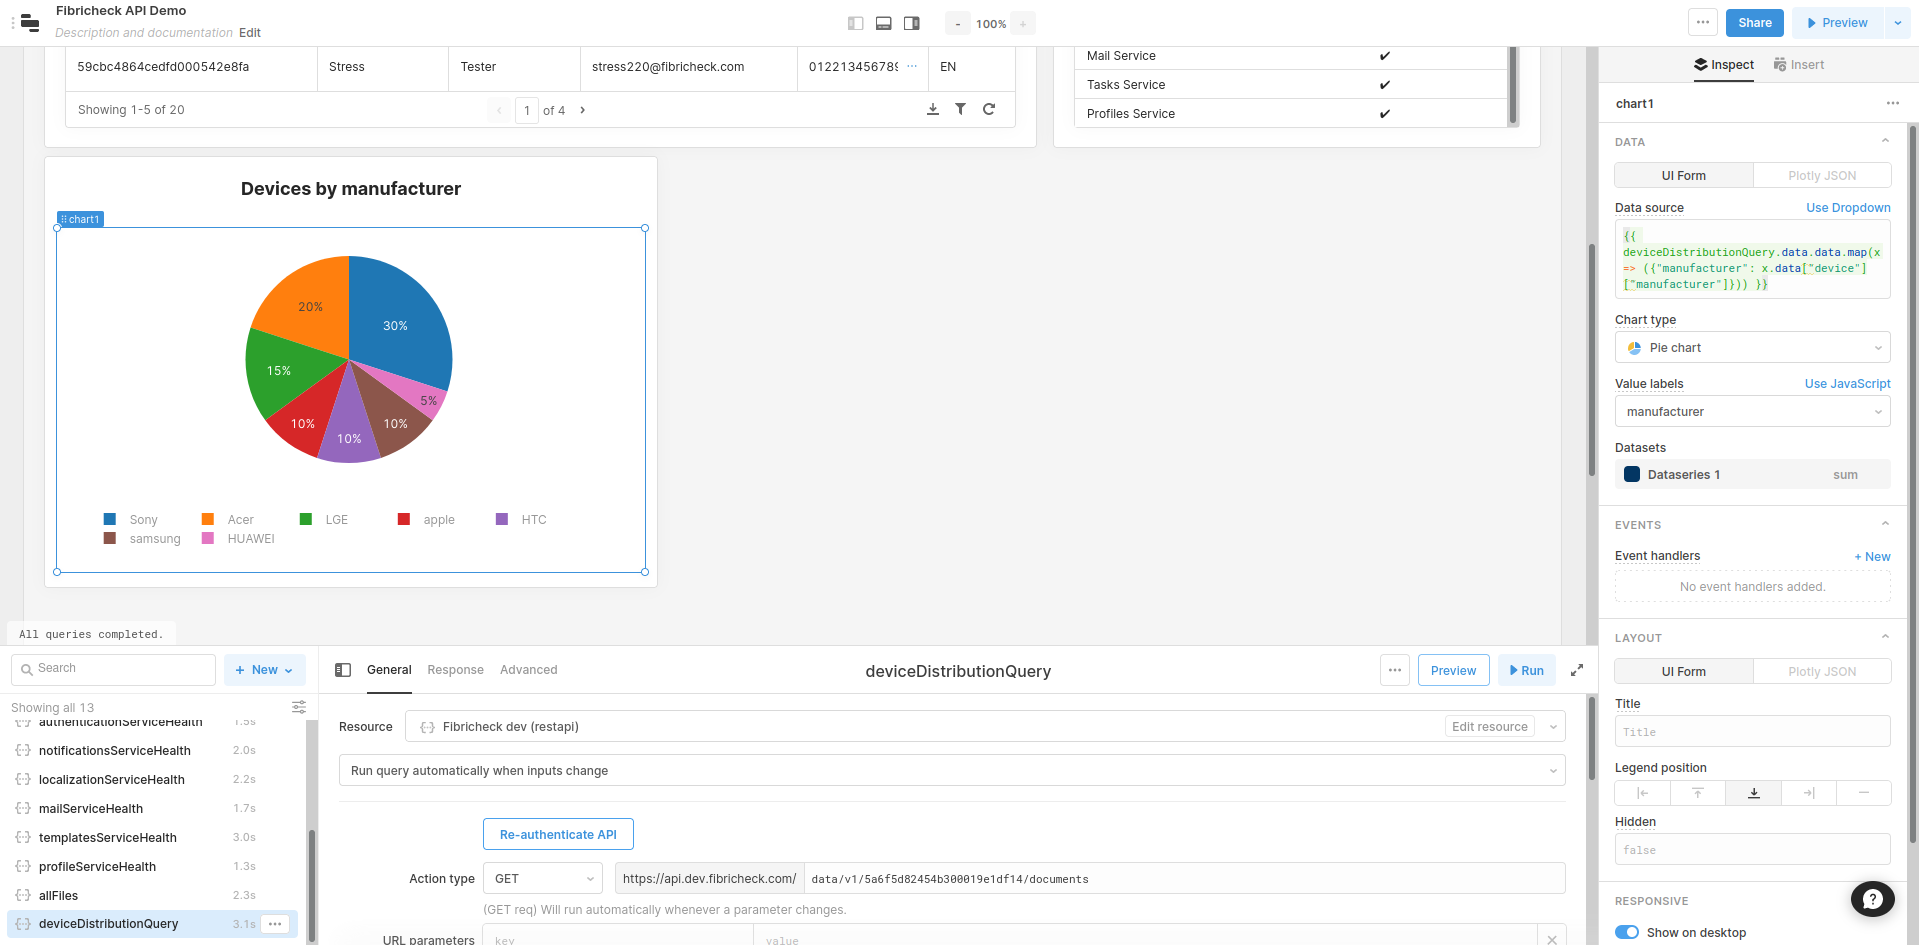 Fibricheck API Demo
Description and documentation Edit
- 100% +
Share
Preview
59cbc4864cedfd000542e8fa Stress Tester stress220@fibricheck.com 012213456789 ··· EN
Showing 1-5 of 20
1 of 4
Mail Service ✔
Tasks Service ✔
Profiles Service ✔
Devices by manufacturer
chart1
20%
30%
15%
5%
10%
10%
10%
Sony Acer LGE apple HTC
samsung HUAWEI
All queries completed.
Inspect Insert
chart1
DATA
UI Form Plotly JSON
Data source Use Dropdown
{{
deviceDistributionQuery.data.data.map(x
=> ({"manufacturer": x.data["device"]
["manufacturer"]})) }}
Chart type
Pie chart
Value labels Use JavaScript
manufacturer
Datasets
Dataseries 1 sum
EVENTS
Event handlers + New
No event handlers added.
LAYOUT
UI Form Plotly JSON
Title
Title
Legend position
Hidden
false
RESPONSIVE
Show on desktop
Search
+ New
Showing all 13
authenticationServiceHealth 1.5s
notificationsServiceHealth 2.0s
localizationServiceHealth 2.2s
mailServiceHealth 1.7s
templatesServiceHealth 3.0s
profileServiceHealth 1.3s
allFiles 2.3s
deviceDistributionQuery 3.1s
General Response Advanced
deviceDistributionQuery
Preview
Run
Resource Fibricheck dev (restapi) Edit resource
Run query automatically when inputs change
Re-authenticate API
Action type GET https://api.dev.fibricheck.com/ data/v1/5a6f5d82454b300019e1df14/documents
(GET req) Will run automatically whenever a parameter changes.
URL parameters key value